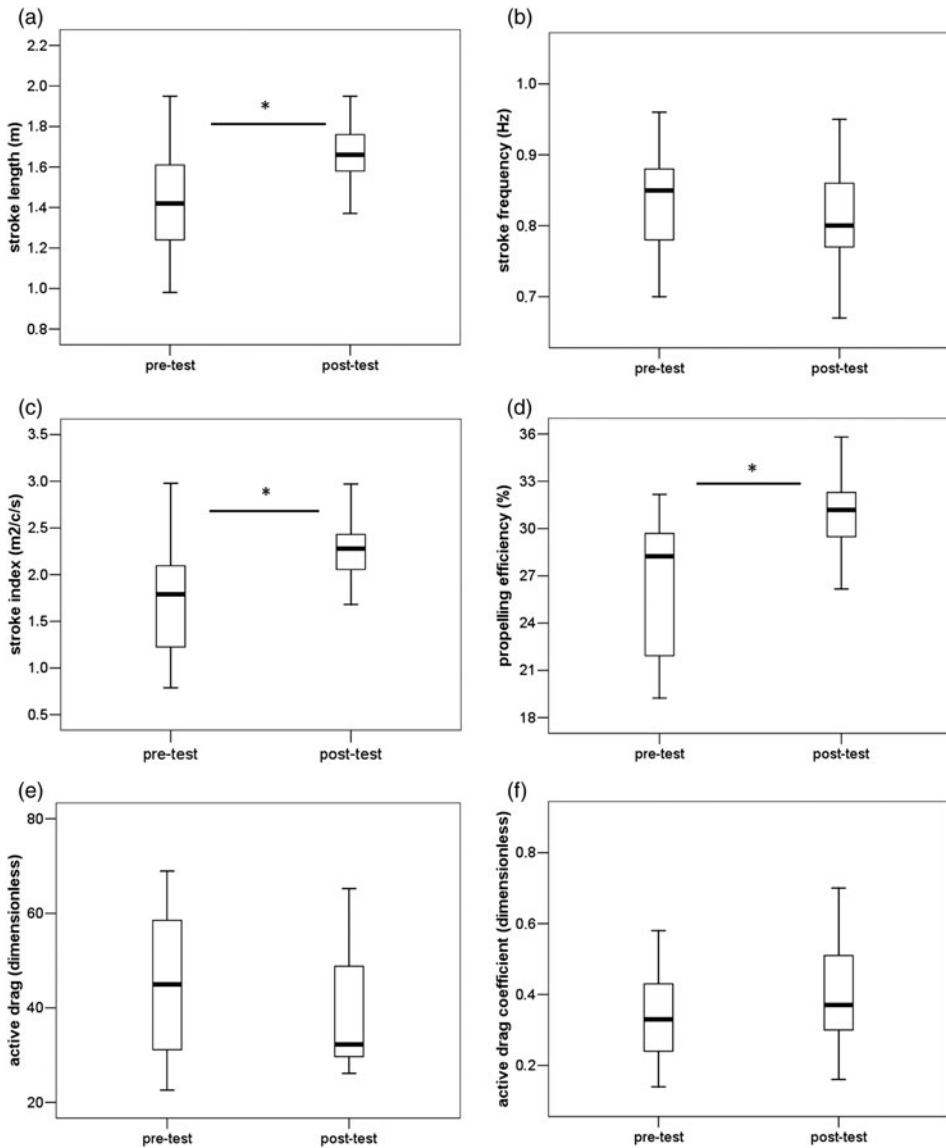 (a)
stroke length (m)
2.2
2.0
1.8
1.6
1.4
1.2
1.0
0.8
*
pre-test
post-test
(b)
stroke frequency (Hz)
1.0
0.9
0.8
0.7
pre-test
post-test
(c)
stroke index (m2/c/s)
3.5
3.0
2.5
2.0
1.5
1.0
0.5
*
pre-test
post-test
(d)
propelling efficiency (%)
36
33
30
27
24
21
18
*
pre-test
post-test
(e)
active drag (dimensionless)
80
60
40
20
pre-test
post-test
(f)
active drag coefficient (dimensionless)
0.8
0.6
0.4
0.2
pre-test
post-test